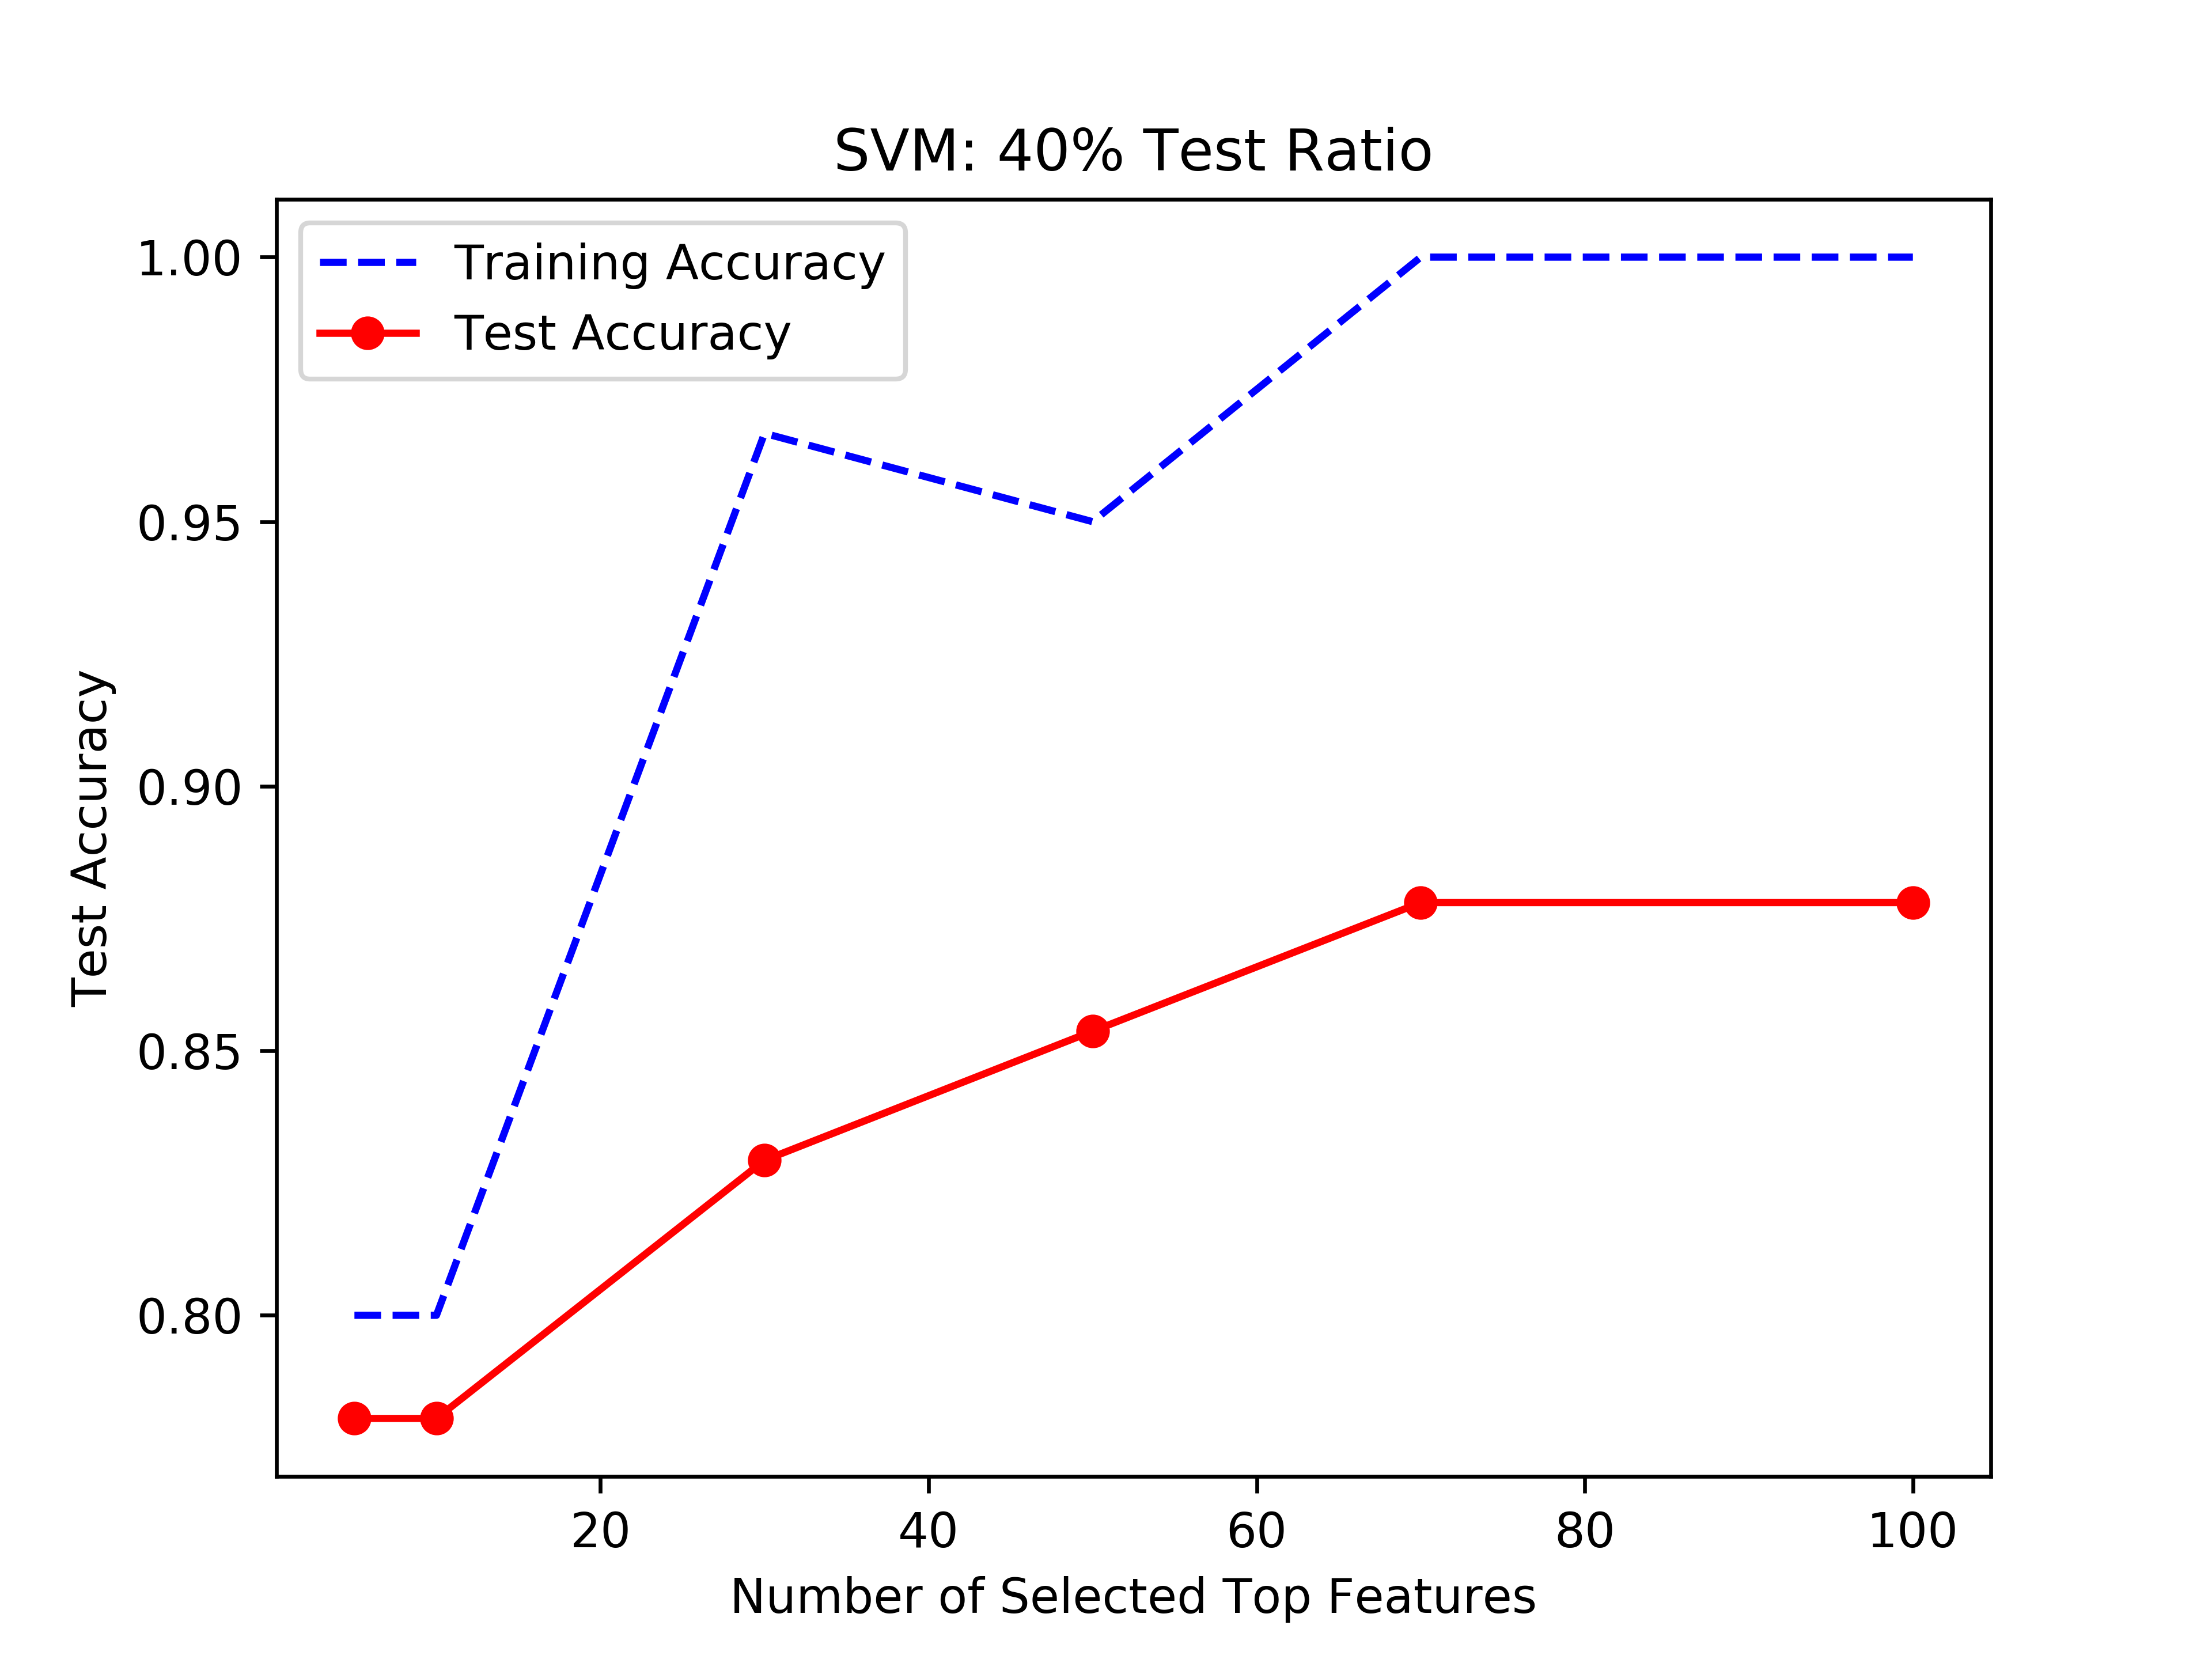 SVM: 40% Test Ratio
Training Accuracy
Test Accuracy
1.00
0.95
0.90
0.85
0.80
Test Accuracy
20 40 60 80 100
Number of Selected Top Features